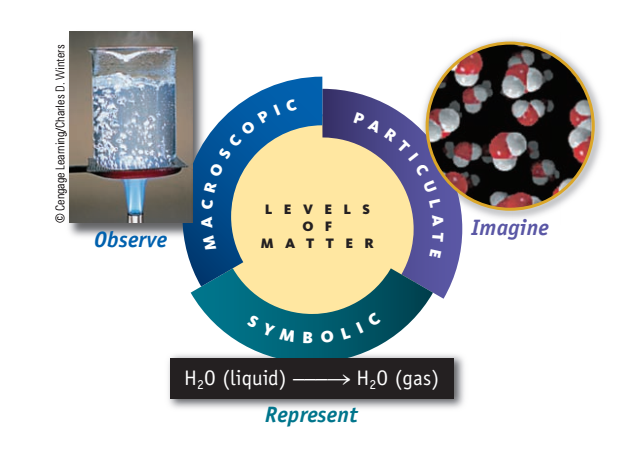 © Cengage Learning/Charles D. Winters
MACROSCOPIC
PARTICULATE
LEVELS
OF
MATTER
Observe
Imagine
SYMBOLIC
H₂O (liquid) ⟶ H₂O (gas)
Represent